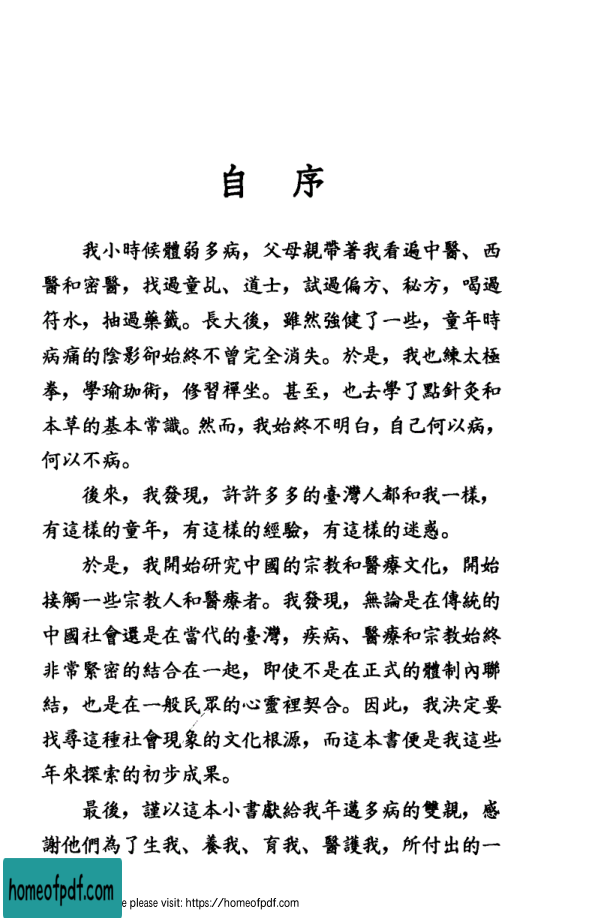 自序
我小時候體弱多病，父母親帶著我看遍中醫、西
醫和密醫，找過童乩、道士，試過偏方、秘方，喝過
符水，抽過藥籤。長大後，雖然強健了一些，童年時
病痛的陰影卻始終不曾完全消失。於是，我也練太極
拳，學瑜珈術，修習禪坐。甚至，也去學了點針灸和
本草的基本常識。然而，我始終不明白，自己何以病，
何以不病。
後來，我發現，許許多多的臺灣人都和我一樣，
有這樣的童年，有這樣的經驗，有這樣的迷惑。
於是，我開始研究中國的宗教和醫療文化，開始
接觸一些宗教人和醫療者。我發現，無論是在傳統的
中國社會還是在當代的臺灣，疾病、醫療和宗教始終
非常緊密的結合在一起，即使不是在正式的體制內聯
結，也是在一般民眾的心靈裡契合。因此，我決定要
找尋這種社會現象的文化根源，而這本書便是我這些
年來探索的初步成果。
最後，謹以這本小書獻給我年邁多病的雙親，感
謝他們為了生我、養我、育我、醫護我，所付出的一
homeofpdf.com
e please visit: https://homeofpdf.com